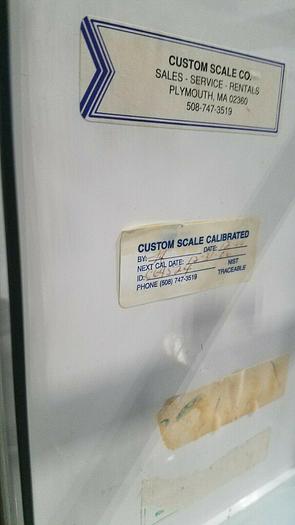 CUSTOM SCALE CO.
SALES - SERVICE - RENTALS
PLYMOUTH, MA 02360
508-747-3519
CUSTOM SCALE CALIBRATED
BY: DATE:
NEXT CAL DATE:
ID: NIST
TRACEABLE
PHONE (508) 747-3519